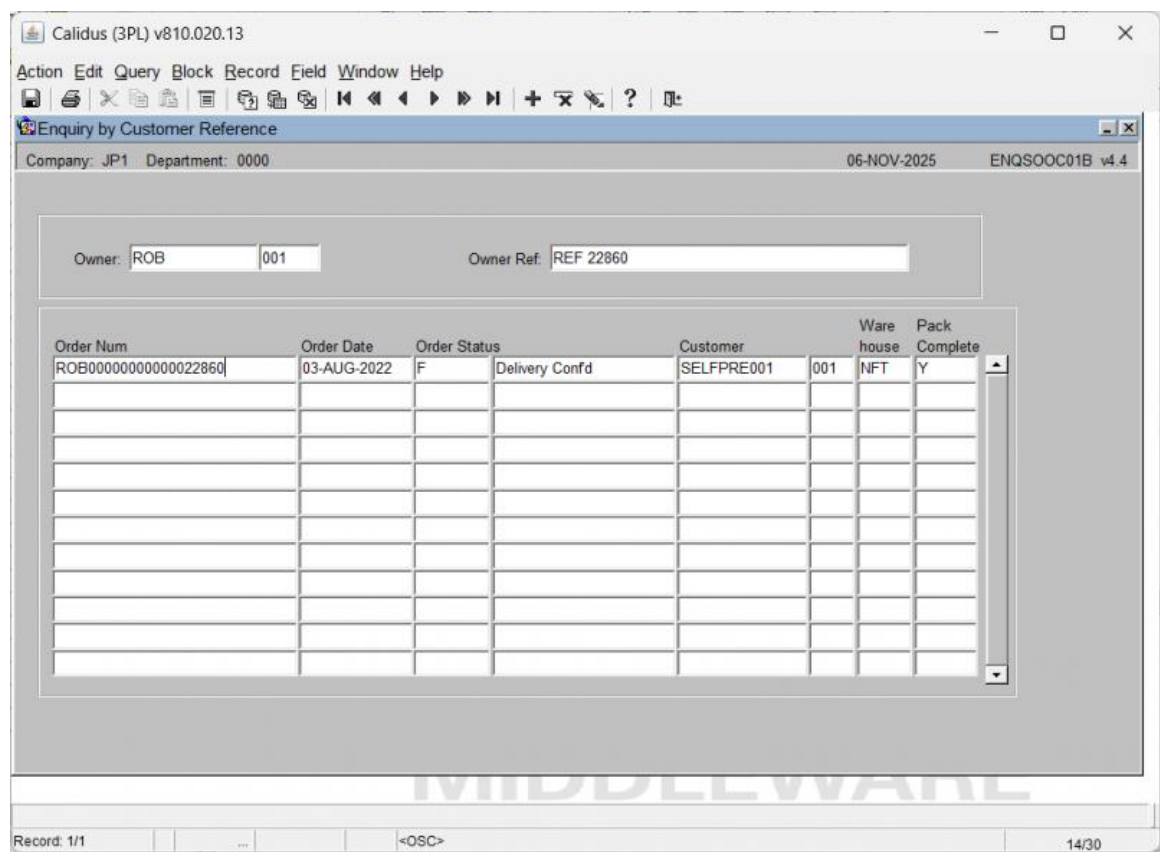 Calidus (3PL) v810.020.13
Action Edit Query Block Record Field Window Help
Enquiry by Customer Reference
Company: JP1 Department: 0000 06-NOV-2025 ENQSOOC01B v4.4
Owner: ROB 001 Owner Ref: REF 22860
Ware Pack
Order Num Order Date Order Status Customer house Complete
ROB00000000000022860 03-AUG-2022 F Delivery Conf'd SELFPRE001 001 NFT Y
MIDDLEWARE
Record: 1/1 ... <OSC> 14/30